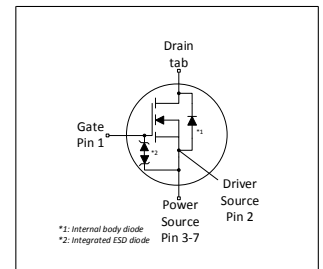 Drain
tab
*1
Gate
Pin 1
*2
Driver
Source
Pin 2
Power
Source
Pin 3-7
*1: Internal body diode
*2: Integrated ESD diode